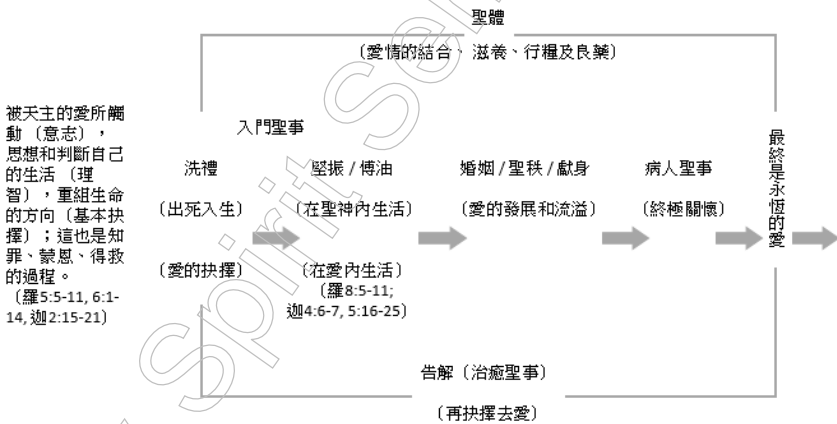 聖體
（愛情的結合、滋養、行糧及良藥）
被天主的愛所觸
動（意志），
思想和判斷自己
的生活（理
智），重組生命
的方向（基本抉
擇）；這也是知
罪、蒙恩、得救
的過程。
（羅5:5-11, 6:1-
14, 迦2:15-21）
入門聖事
洗禮
（出死入生）
（愛的抉擇）
堅振 / 傅油
（在聖神內生活）
（在愛內生活）
（羅8:5-11;
迦4:6-7, 5:16-25）
婚姻 / 聖秩 / 獻身
（愛的發展和流溢）
病人聖事
（終極關懷）
最終是永恆的愛
告解（治癒聖事）
（再抉擇去愛）
Spirit Sem